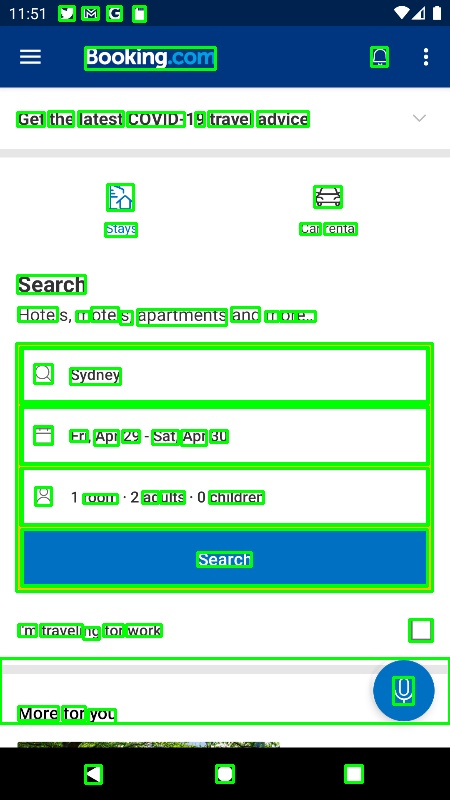 11:51
Booking.com
Get the latest COVID-19 travel advice
Stays
Car rental
Search
Hotels, motels, apartments and more...
Sydney
Fri, Apr 29 - Sat, Apr 30
1 room · 2 adults · 0 children
Search
I'm traveling for work
More for you